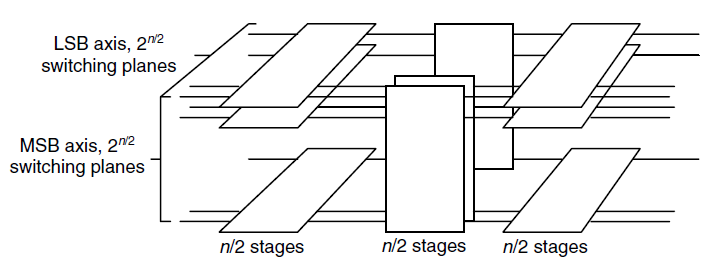 LSB axis, 2^{n/2}
switching planes
MSB axis, 2^{n/2}
switching planes
n/2 stages
n/2 stages
n/2 stages